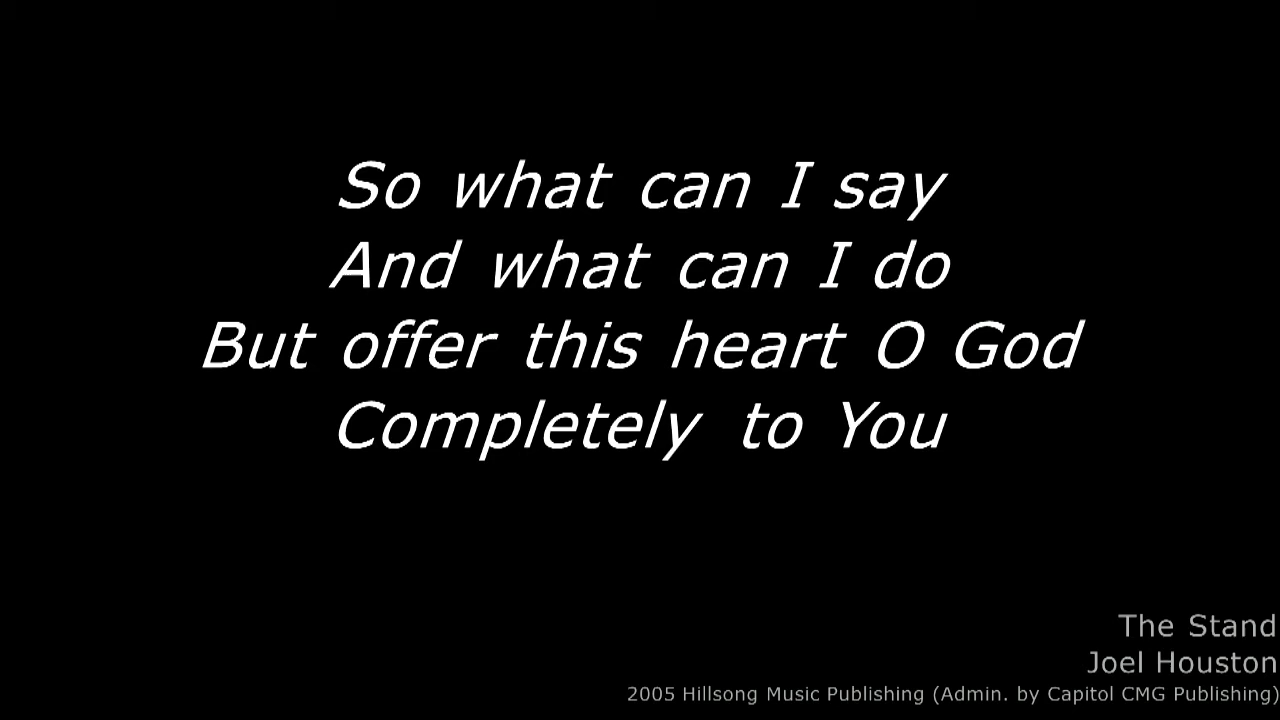 So what can I say
And what can I do
But offer this heart O God
Completely to You
The Stand
Joel Houston
2005 Hillsong Music Publishing (Admin. by Capitol CMG Publishing)